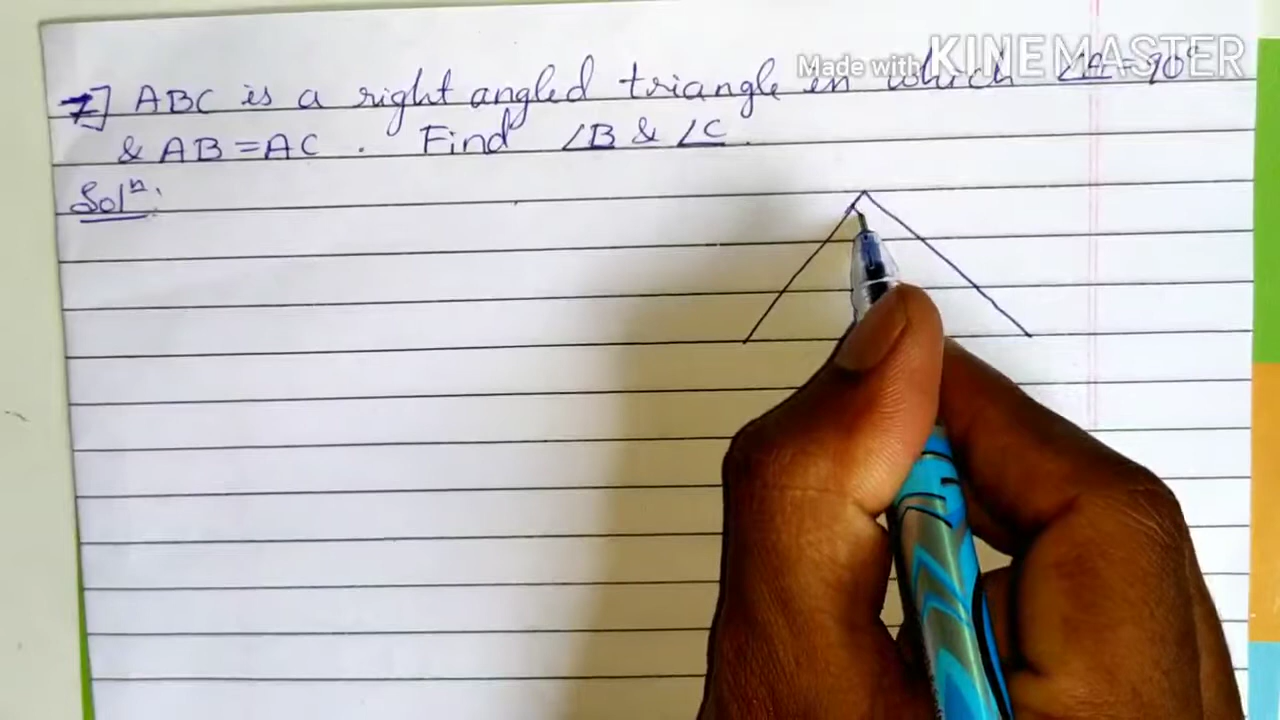 Made with KINEMASTER
7] ABC is a right angled triangle in which ∠A = 90°
& AB = AC . Find ∠B & ∠C .
Solⁿ: